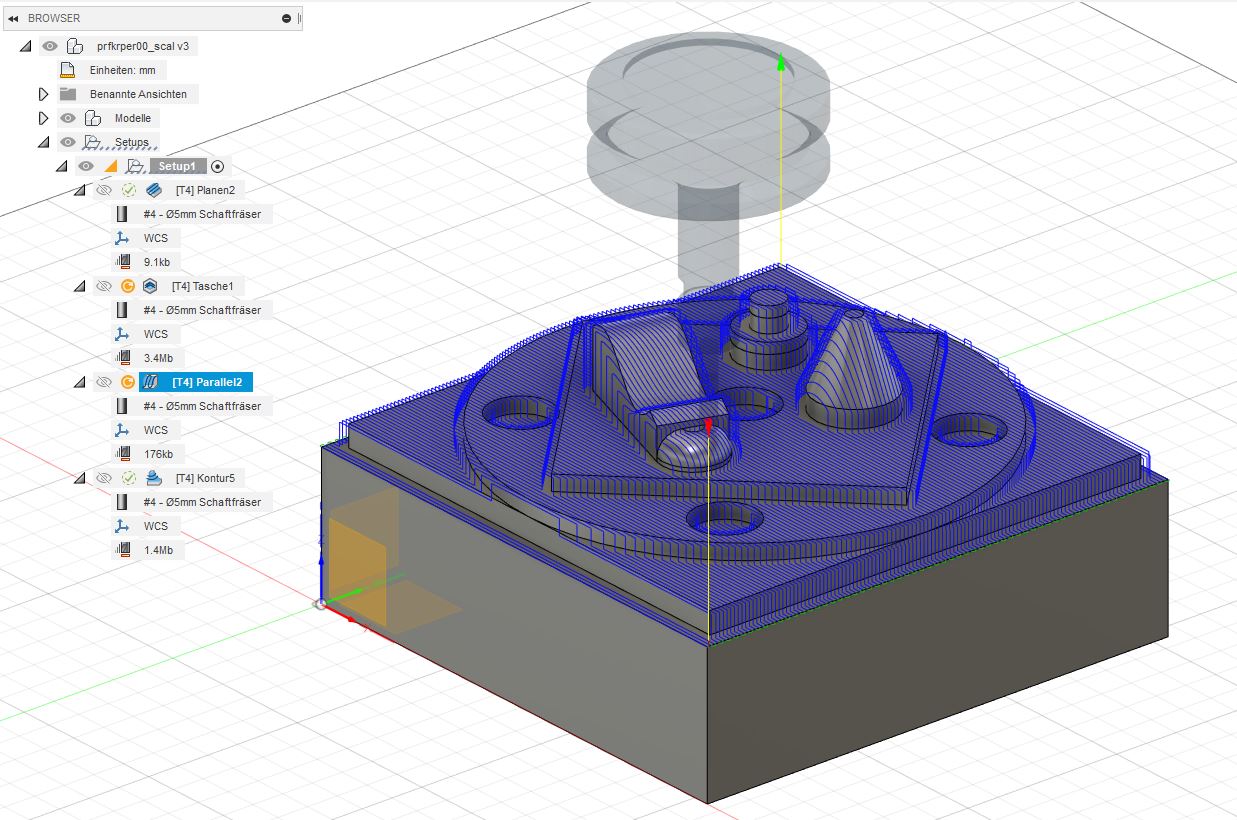 BROWSER
prfkrper00_scal v3
Einheiten: mm
Benannte Ansichten
Modelle
Setups
Setup1
[T4] Planen2
#4 - Ø5mm Schaftfräser
WCS
9.1kb
[T4] Tasche1
#4 - Ø5mm Schaftfräser
WCS
3.4Mb
[T4] Parallel2
#4 - Ø5mm Schaftfräser
WCS
176kb
[T4] Kontur5
#4 - Ø5mm Schaftfräser
WCS
1.4Mb